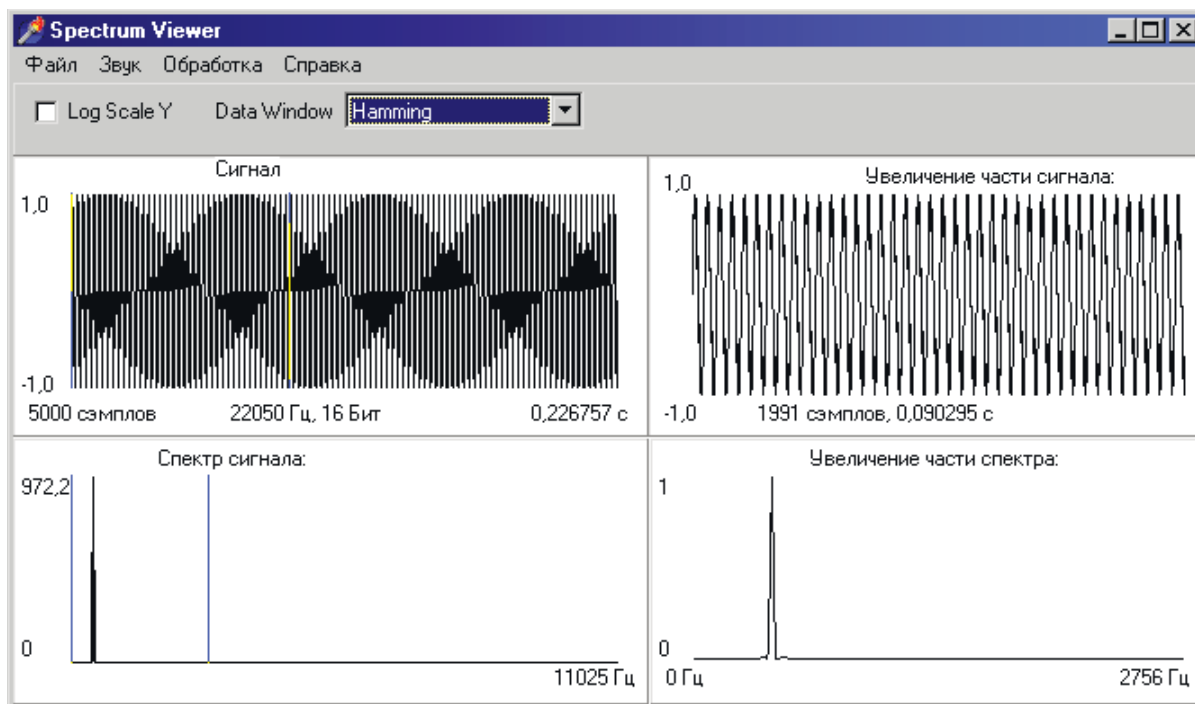 Spectrum Viewer
Файл Звук Обработка Справка
Log Scale Y Data Window Hamming
Сигнал
1,0
-1,0
5000 сэмплов 22050 Гц, 16 Бит 0,226757 с
Увеличение части сигнала:
1,0
-1,0 1991 сэмплов, 0,090295 с
Спектр сигнала:
972,2
0
11025 Гц
Увеличение части спектра:
1
0
0 Гц 2756 Гц